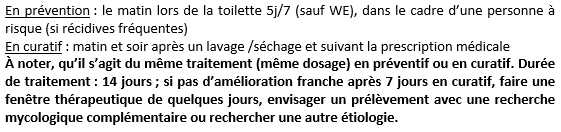 En prévention : le matin lors de la toilette 5j/7 (sauf WE), dans le cadre d’une personne à
risque (si récidives fréquentes)
En curatif : matin et soir après un lavage /séchage et suivant la prescription médicale
À noter, qu’il s’agit du même traitement (même dosage) en préventif ou en curatif. Durée
de traitement : 14 jours ; si pas d’amélioration franche après 7 jours en curatif, faire une
fenêtre thérapeutique de quelques jours, envisager un prélèvement avec une recherche
mycologique complémentaire ou rechercher une autre étiologie.